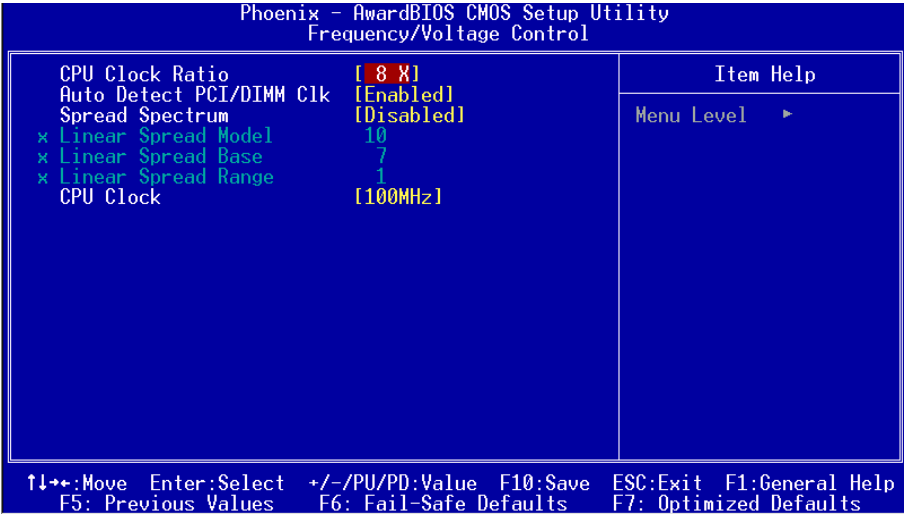 Phoenix - AwardBIOS CMOS Setup Utility
Frequency/Voltage Control
CPU Clock Ratio [ 8 X]
Auto Detect PCI/DIMM Clk [Enabled]
Spread Spectrum [Disabled]
x Linear Spread Model 10
x Linear Spread Base 7
x Linear Spread Range 1
CPU Clock [100MHz]
Item Help
Menu Level ►
↑↓→←:Move Enter:Select +/-/PU/PD:Value F10:Save ESC:Exit F1:General Help
F5: Previous Values F6: Fail-Safe Defaults F7: Optimized Defaults